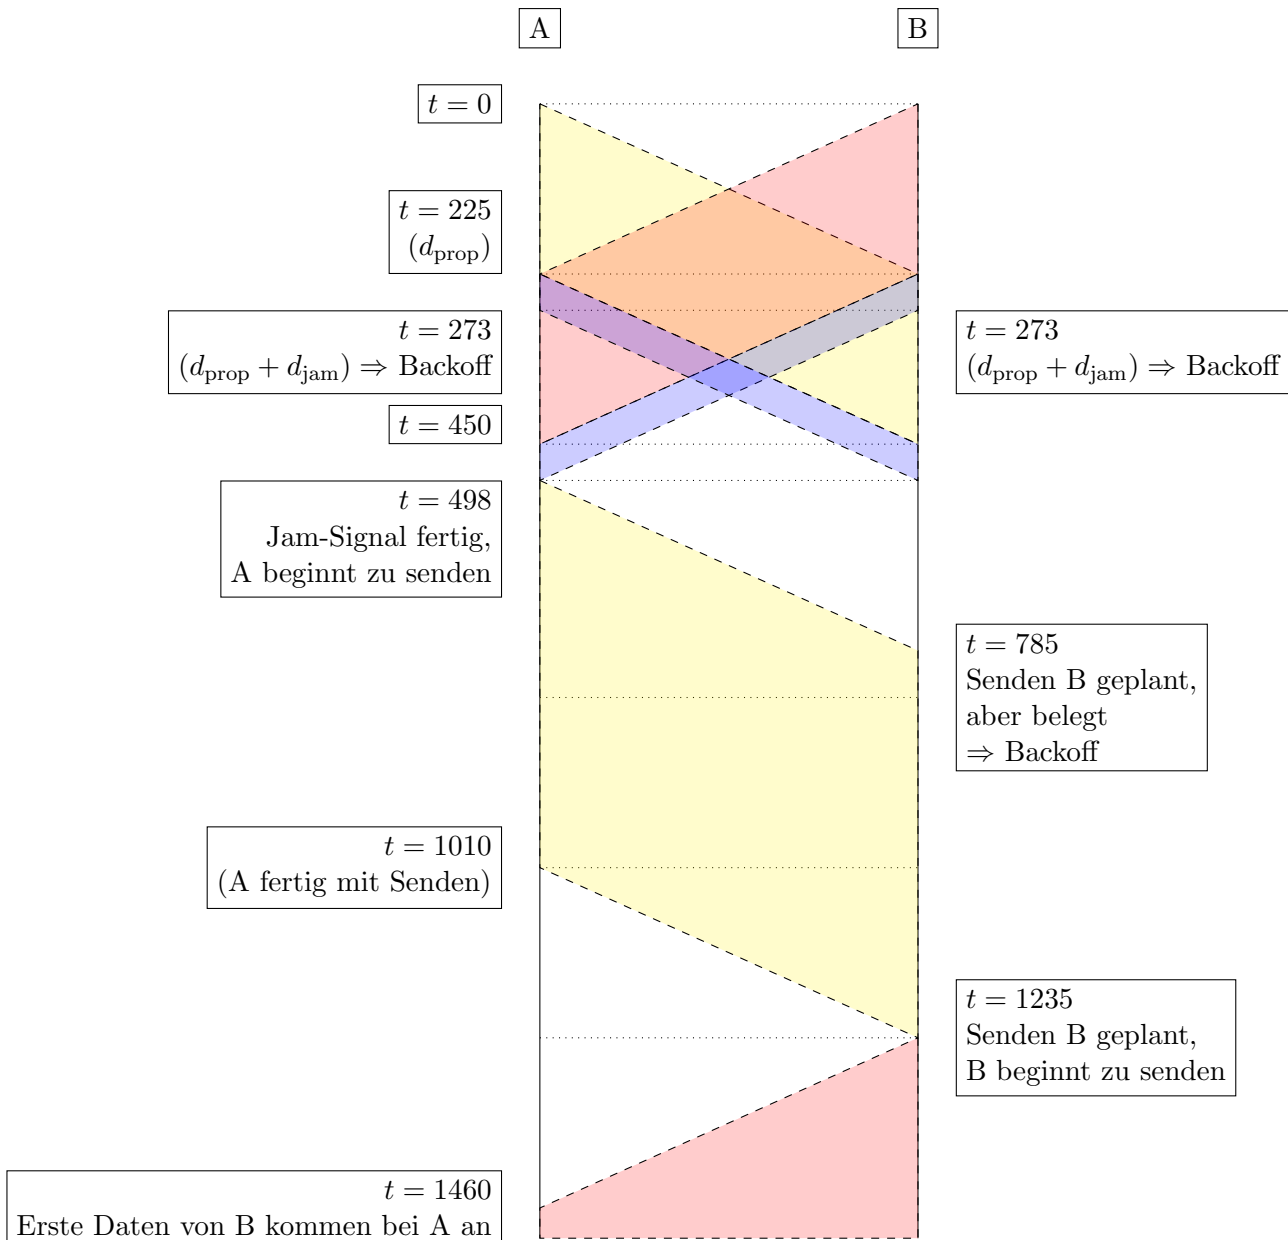 A
B
t = 0
t = 225
(d_prop)
t = 273
(d_prop + d_jam) ⇒ Backoff
t = 273
(d_prop + d_jam) ⇒ Backoff
t = 450
t = 498
Jam-Signal fertig,
A beginnt zu senden
t = 785
Senden B geplant,
aber belegt
⇒ Backoff
t = 1010
(A fertig mit Senden)
t = 1235
Senden B geplant,
B beginnt zu senden
t = 1460
Erste Daten von B kommen bei A an